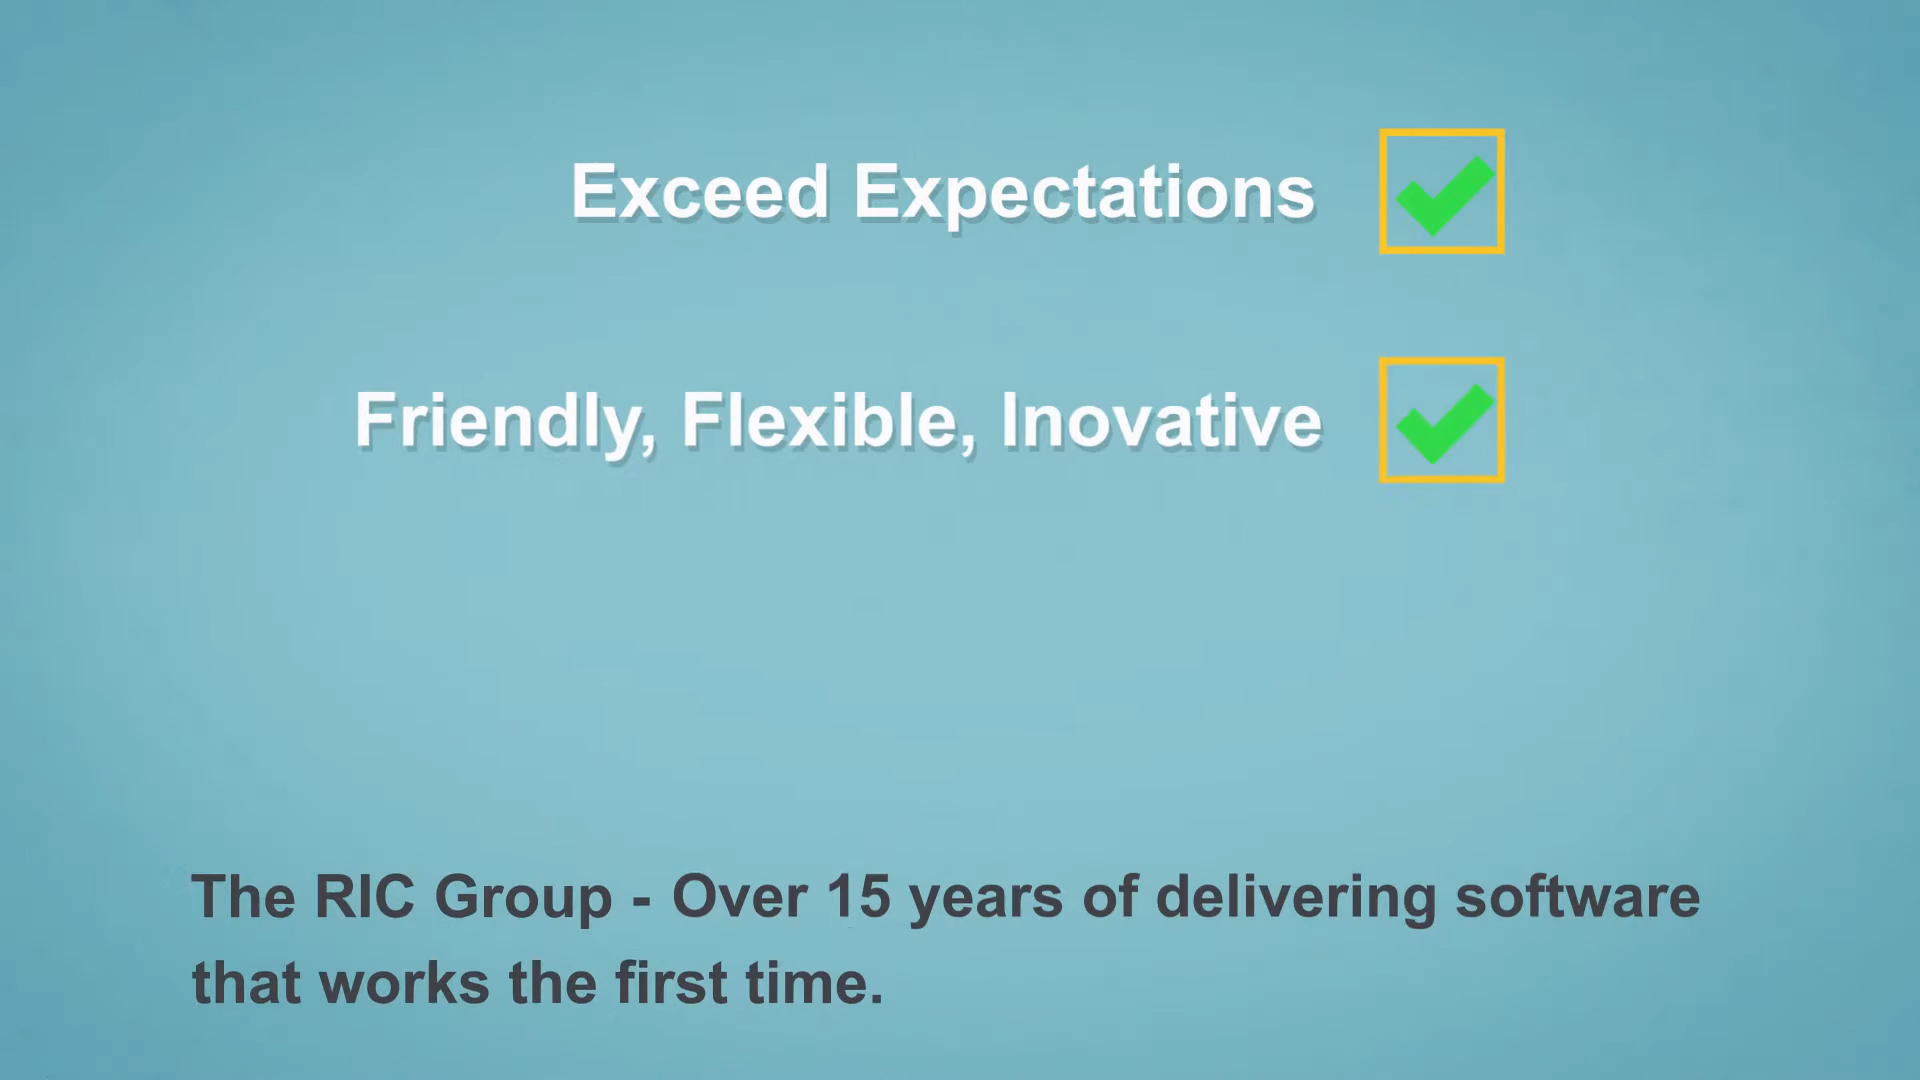 Exceed Expectations
Friendly, Flexible, Inovative
The RIC Group - Over 15 years of delivering software
that works the first time.